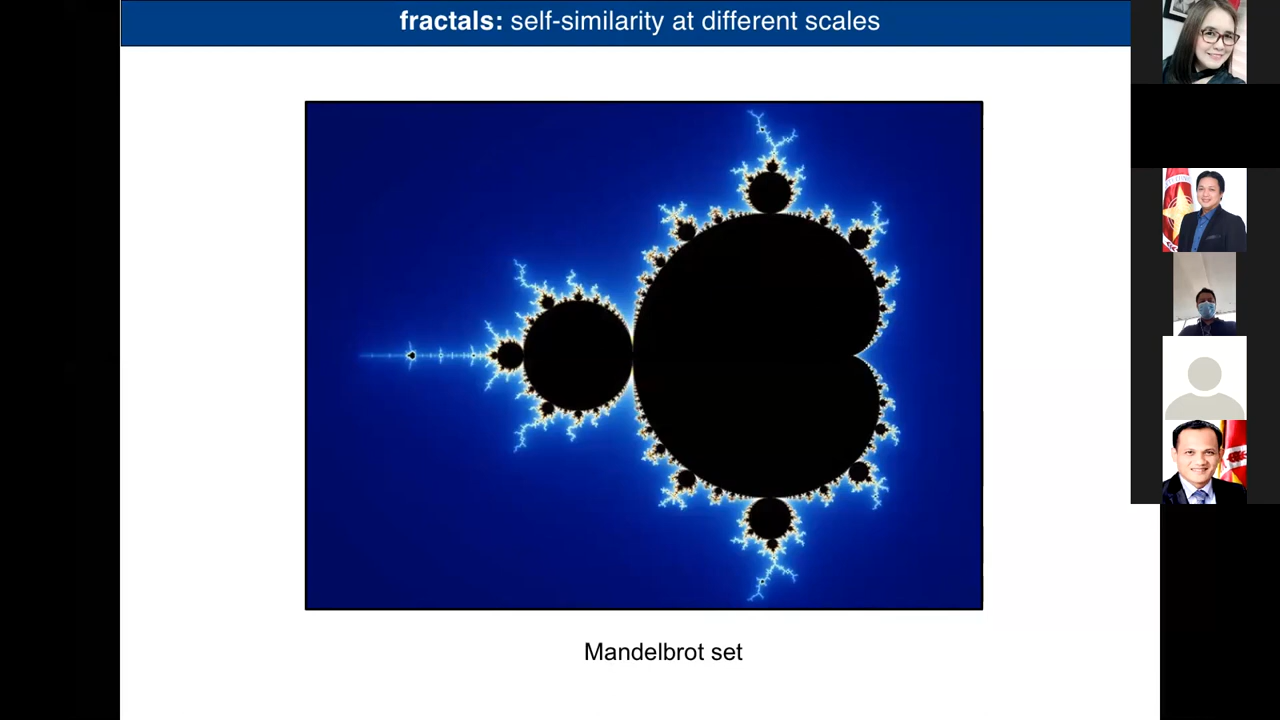 fractals: self-similarity at different scales
Mandelbrot set